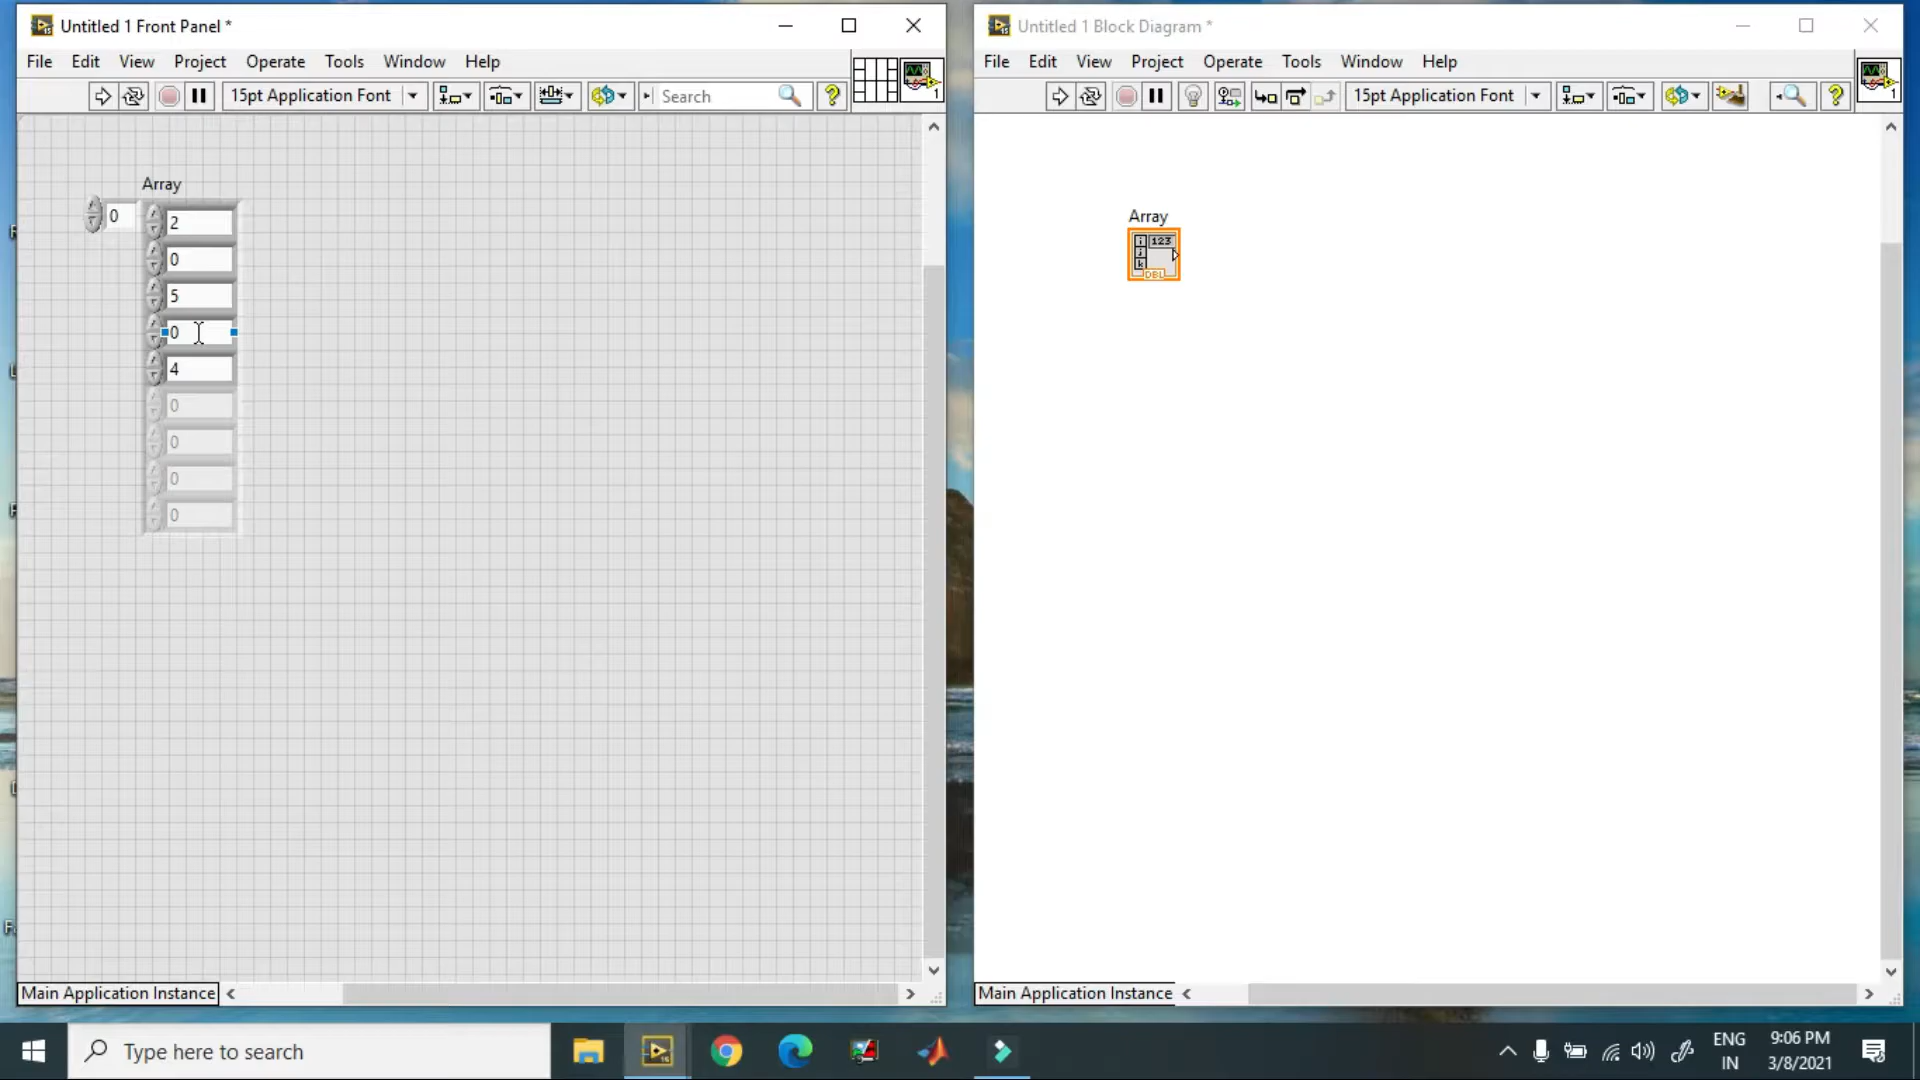 Untitled 1 Front Panel *
File Edit View Project Operate Tools Window Help
15pt Application Font
Search
?
1
Array
0
2
0
5
0
4
0
0
0
0
Main Application Instance
Untitled 1 Block Diagram *
File Edit View Project Operate Tools Window Help
15pt Application Font
?
1
Array
i
j
k
123
DBL
Main Application Instance
Type here to search
ENG
IN
9:06 PM
3/8/2021